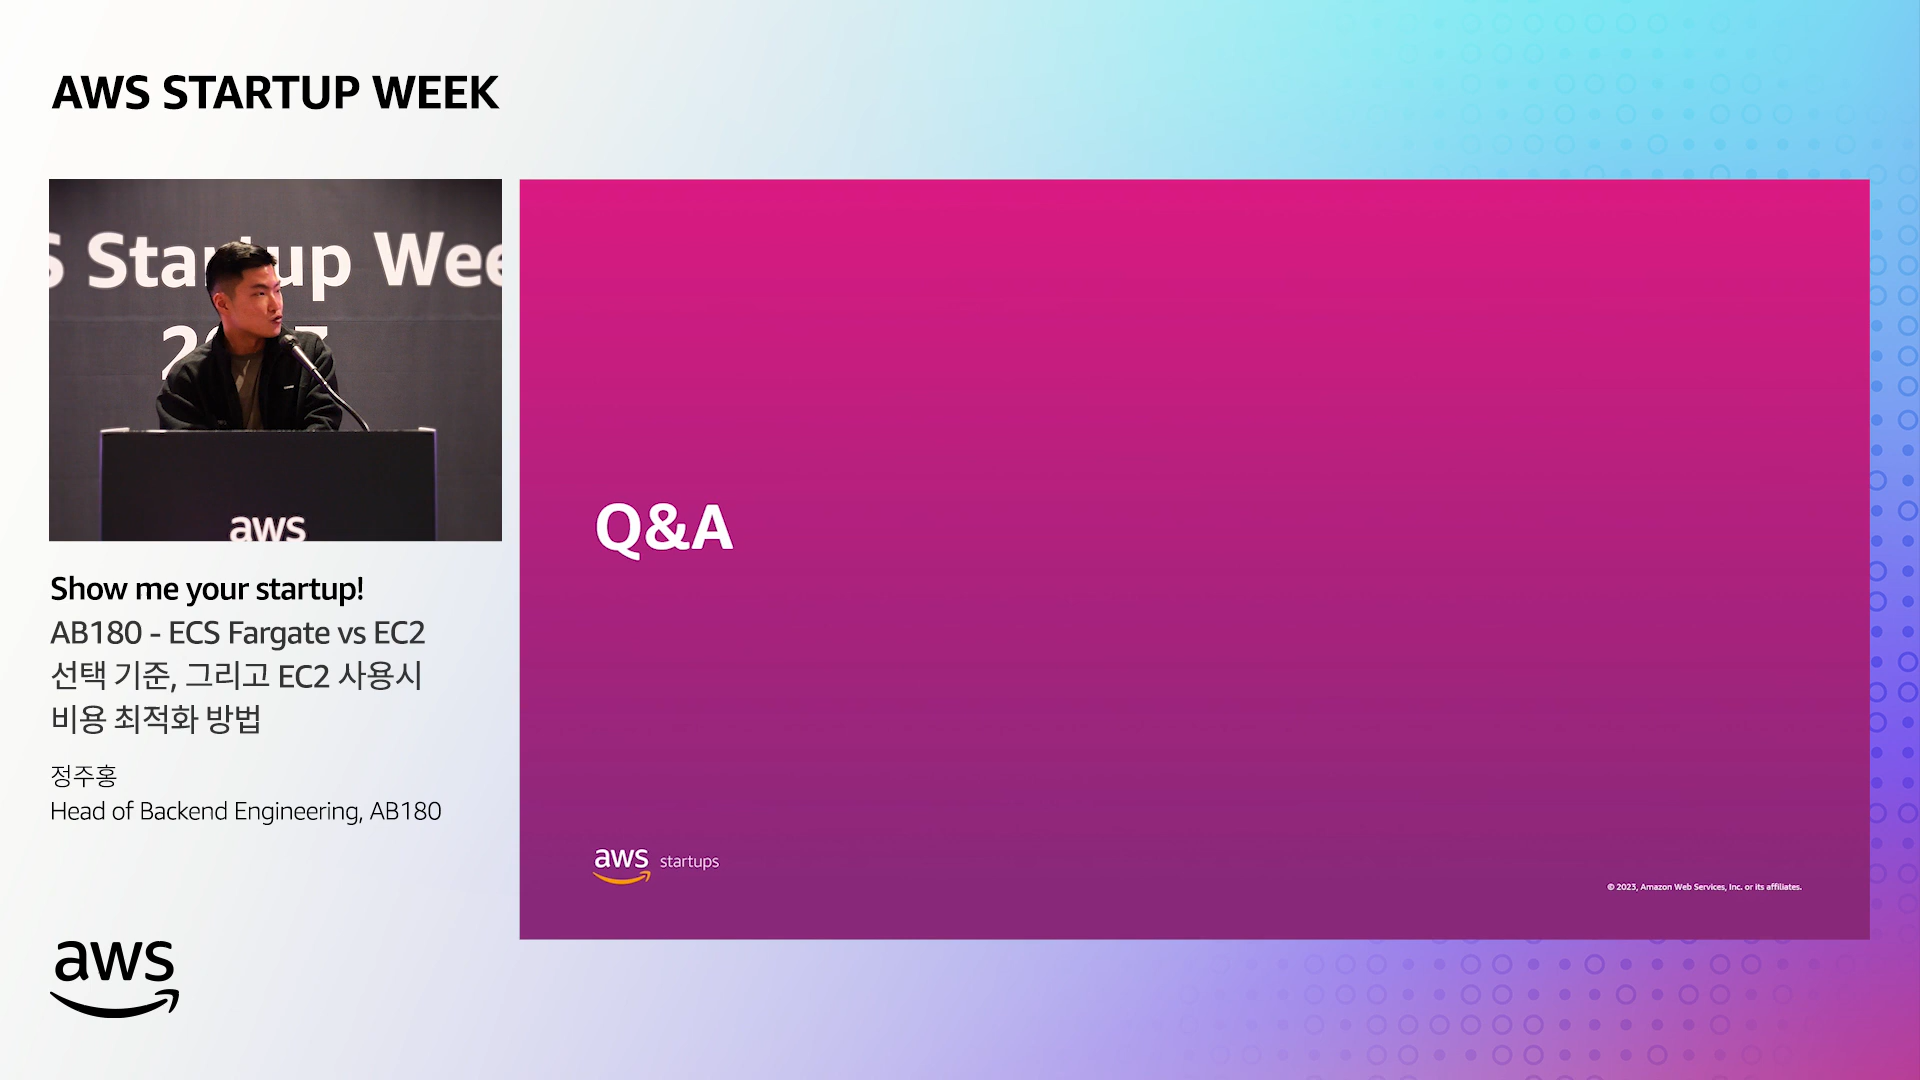 AWS STARTUP WEEK
S Startup Wee
aws
Show me your startup!
AB180 - ECS Fargate vs EC2
선택 기준, 그리고 EC2 사용시
비용 최적화 방법
정주홍
Head of Backend Engineering, AB180
aws
Q&A
aws startups
© 2023, Amazon Web Services, Inc. or its affiliates.